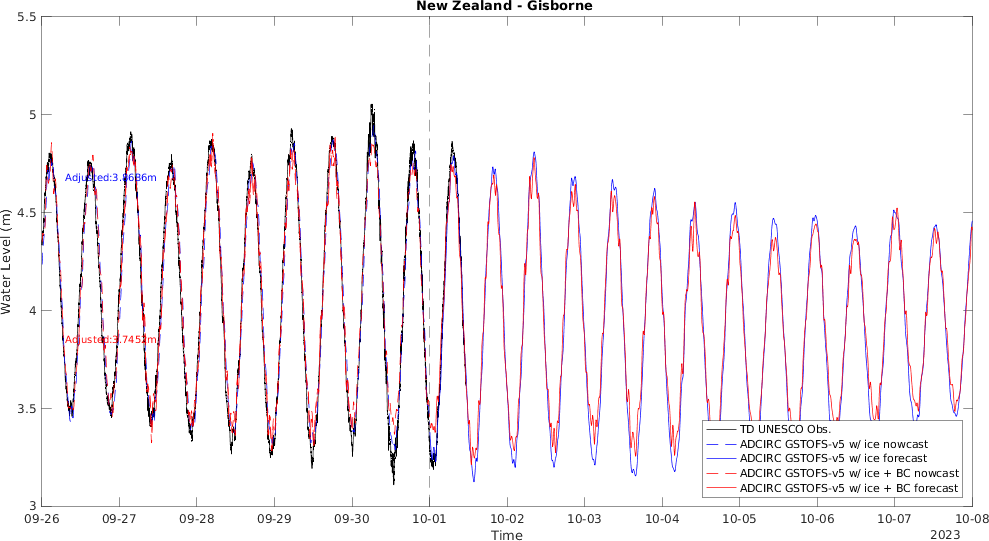 New Zealand - Gisborne
5.5
5
4.5
4
3.5
3
Water Level (m)
Adjusted:3.8686m
Adjusted:3.7452m
TD UNESCO Obs.
ADCIRC GSTOFS-v5 w/ ice nowcast
ADCIRC GSTOFS-v5 w/ ice forecast
ADCIRC GSTOFS-v5 w/ ice + BC nowcast
ADCIRC GSTOFS-v5 w/ ice + BC forecast
09-26 09-27 09-28 09-29 09-30 10-01 10-02 10-03 10-04 10-05 10-06 10-07 10-08
Time
2023